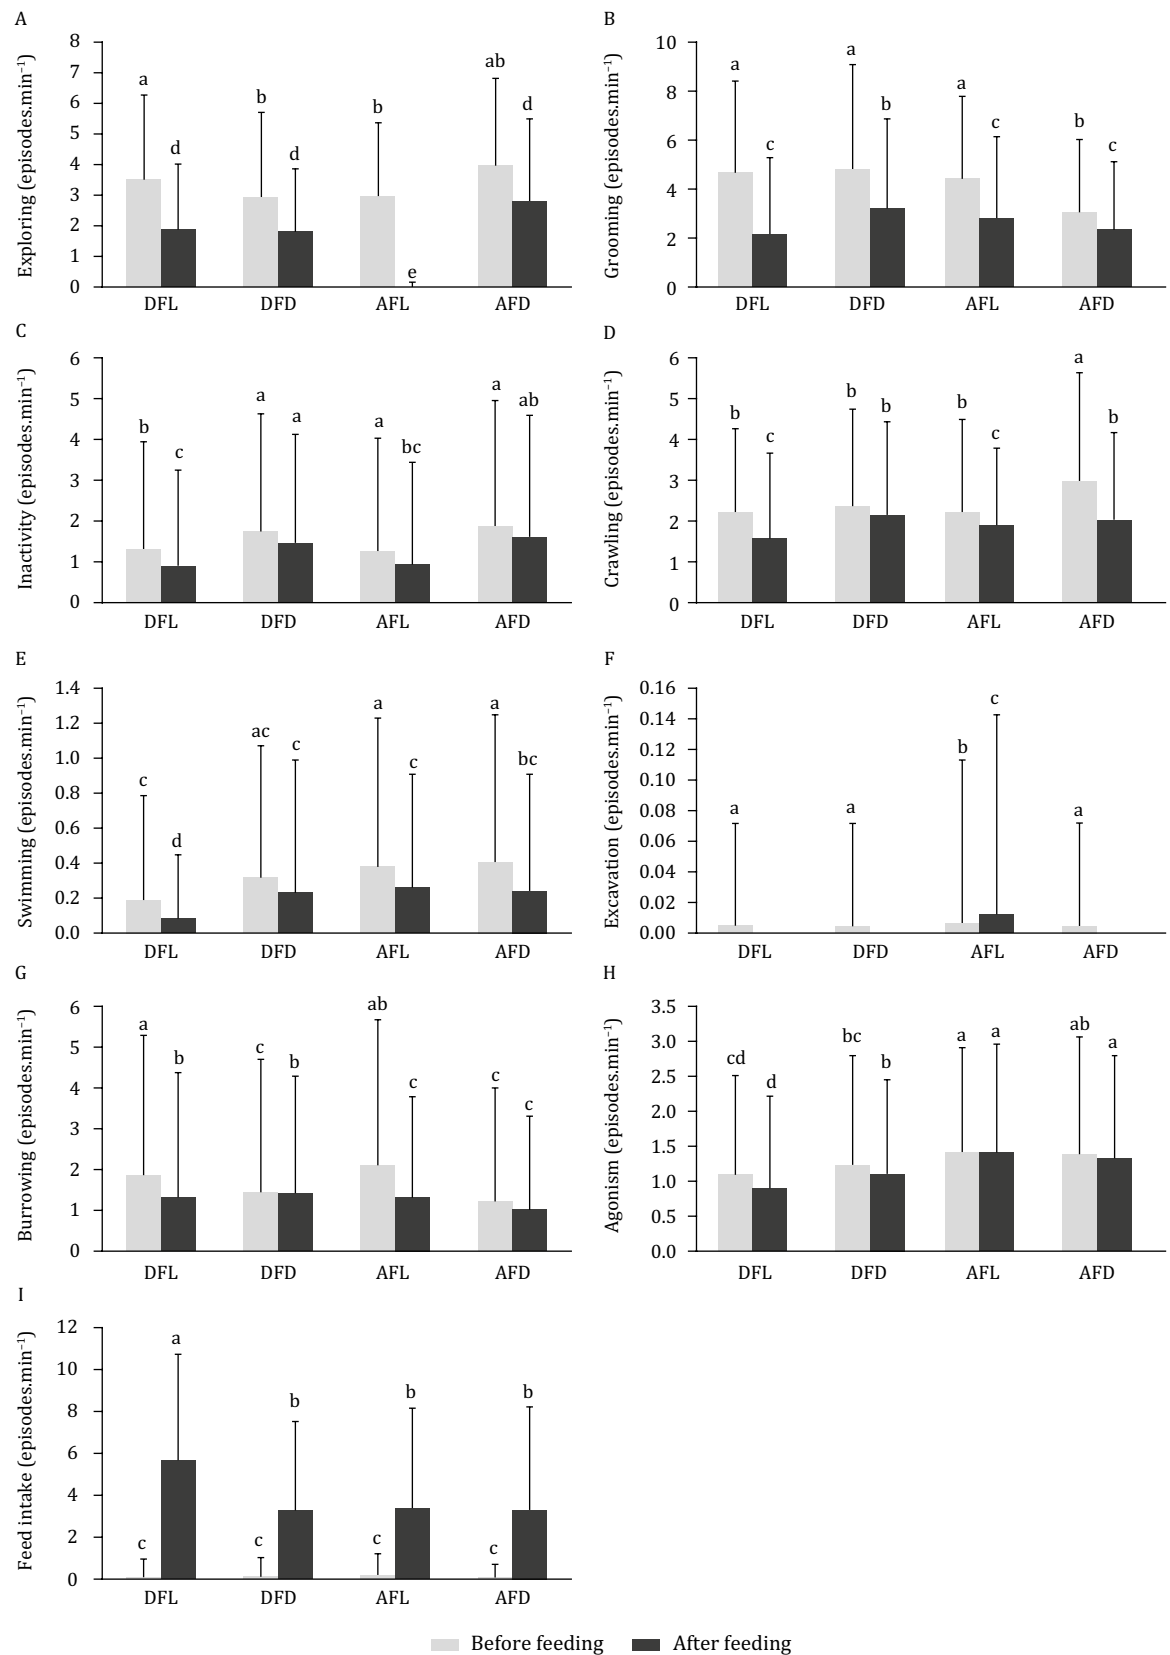 A
Exploring (episodes.min⁻¹)
8
7
6
5
4
3
2
1
0
a
d
b
d
b
e
ab
d
DFL DFD AFL AFD
B
Grooming (episodes.min⁻¹)
10
8
6
4
2
0
a
c
a
b
a
c
b
c
DFL DFD AFL AFD
C
Inactivity (episodes.min⁻¹)
6
5
4
3
2
1
0
b
c
a
a
a
bc
a
ab
DFL DFD AFL AFD
D
Crawling (episodes.min⁻¹)
6
5
4
3
2
1
0
b
c
b
b
b
c
a
b
DFL DFD AFL AFD
E
Swimming (episodes.min⁻¹)
1.4
1.2
1.0
0.8
0.6
0.4
0.2
0.0
c
d
ac
c
a
c
a
bc
DFL DFD AFL AFD
F
Excavation (episodes.min⁻¹)
0.16
0.14
0.12
0.10
0.08
0.06
0.04
0.02
0.00
a
a
b
c
a
DFL DFD AFL AFD
G
Burrowing (episodes.min⁻¹)
6
5
4
3
2
1
0
a
b
c
b
ab
c
c
c
DFL DFD AFL AFD
H
Agonism (episodes.min⁻¹)
3.5
3.0
2.5
2.0
1.5
1.0
0.5
0.0
cd
d
bc
b
a
a
ab
a
DFL DFD AFL AFD
I
Feed intake (episodes.min⁻¹)
12
10
8
6
4
2
0
c
a
c
b
c
b
c
b
DFL DFD AFL AFD
Before feeding After feeding